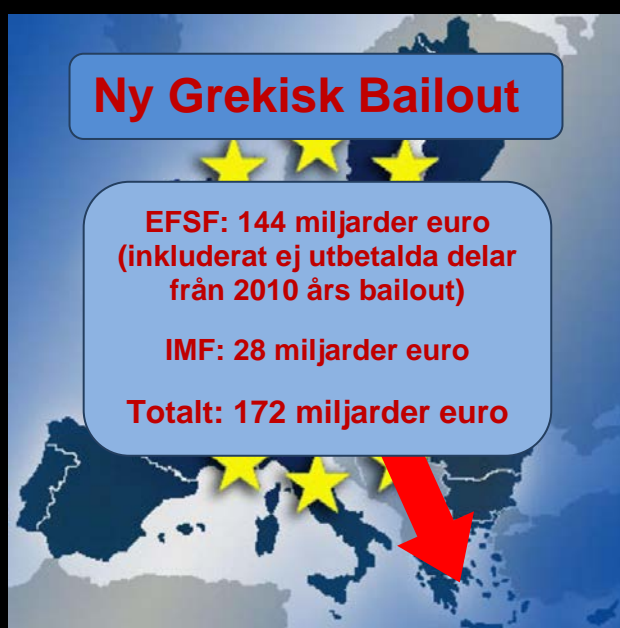 Ny Grekisk Bailout
EFSF: 144 miljarder euro
(inkluderat ej utbetalda delar
från 2010 års bailout)
IMF: 28 miljarder euro
Totalt: 172 miljarder euro